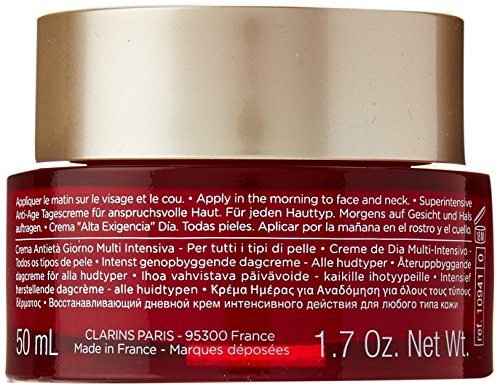 Appliquer le matin sur le visage et le cou. • Apply in the morning to face and neck. • Superintensive
Anti-Age Tagescreme für anspruchsvolle Haut. Für jeden Hauttyp. Morgens auf Gesicht und Hals
auftragen. • Crema "Alta Exigencia" Día. Todas pieles. Aplicar por la mañana en el rostro y el cuello.
Crema Antietà Giorno Multi Intensiva - Per tutti i tipi di pelle • Creme de Dia Multi-Intensivo -
Todos os tipos de pele • Intenst genopbyggende dagcreme - Alle hudtyper • Återuppbyggande
dagcreme för alla hudtyper • Ihoa vahvistava päivävoide - kaikille ihotyypeille • Intensief
herstellende dagcrème - alle huidtypen • Κρέμα Ημέρας για Αναδόμηση για όλους τους τύπους
δέρματος • Восстанавливающий дневной крем интенсивного действия для любого типа кожи
ref. 10941 0
50 mL
CLARINS PARIS - 95300 France
Made in France - Marques déposées
1.7 Oz. Net Wt.